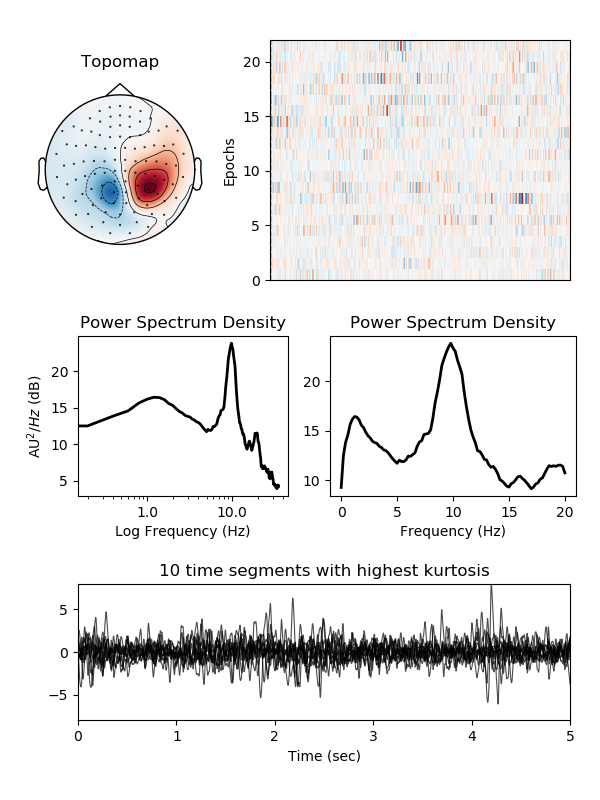 Topomap
Epochs
20
15
10
5
0
Power Spectrum Density
AU²/Hz (dB)
20
15
10
5
1.0 10.0
Log Frequency (Hz)
Power Spectrum Density
20
15
10
0 5 10 15 20
Frequency (Hz)
10 time segments with highest kurtosis
5
0
−5
0 1 2 3 4 5
Time (sec)